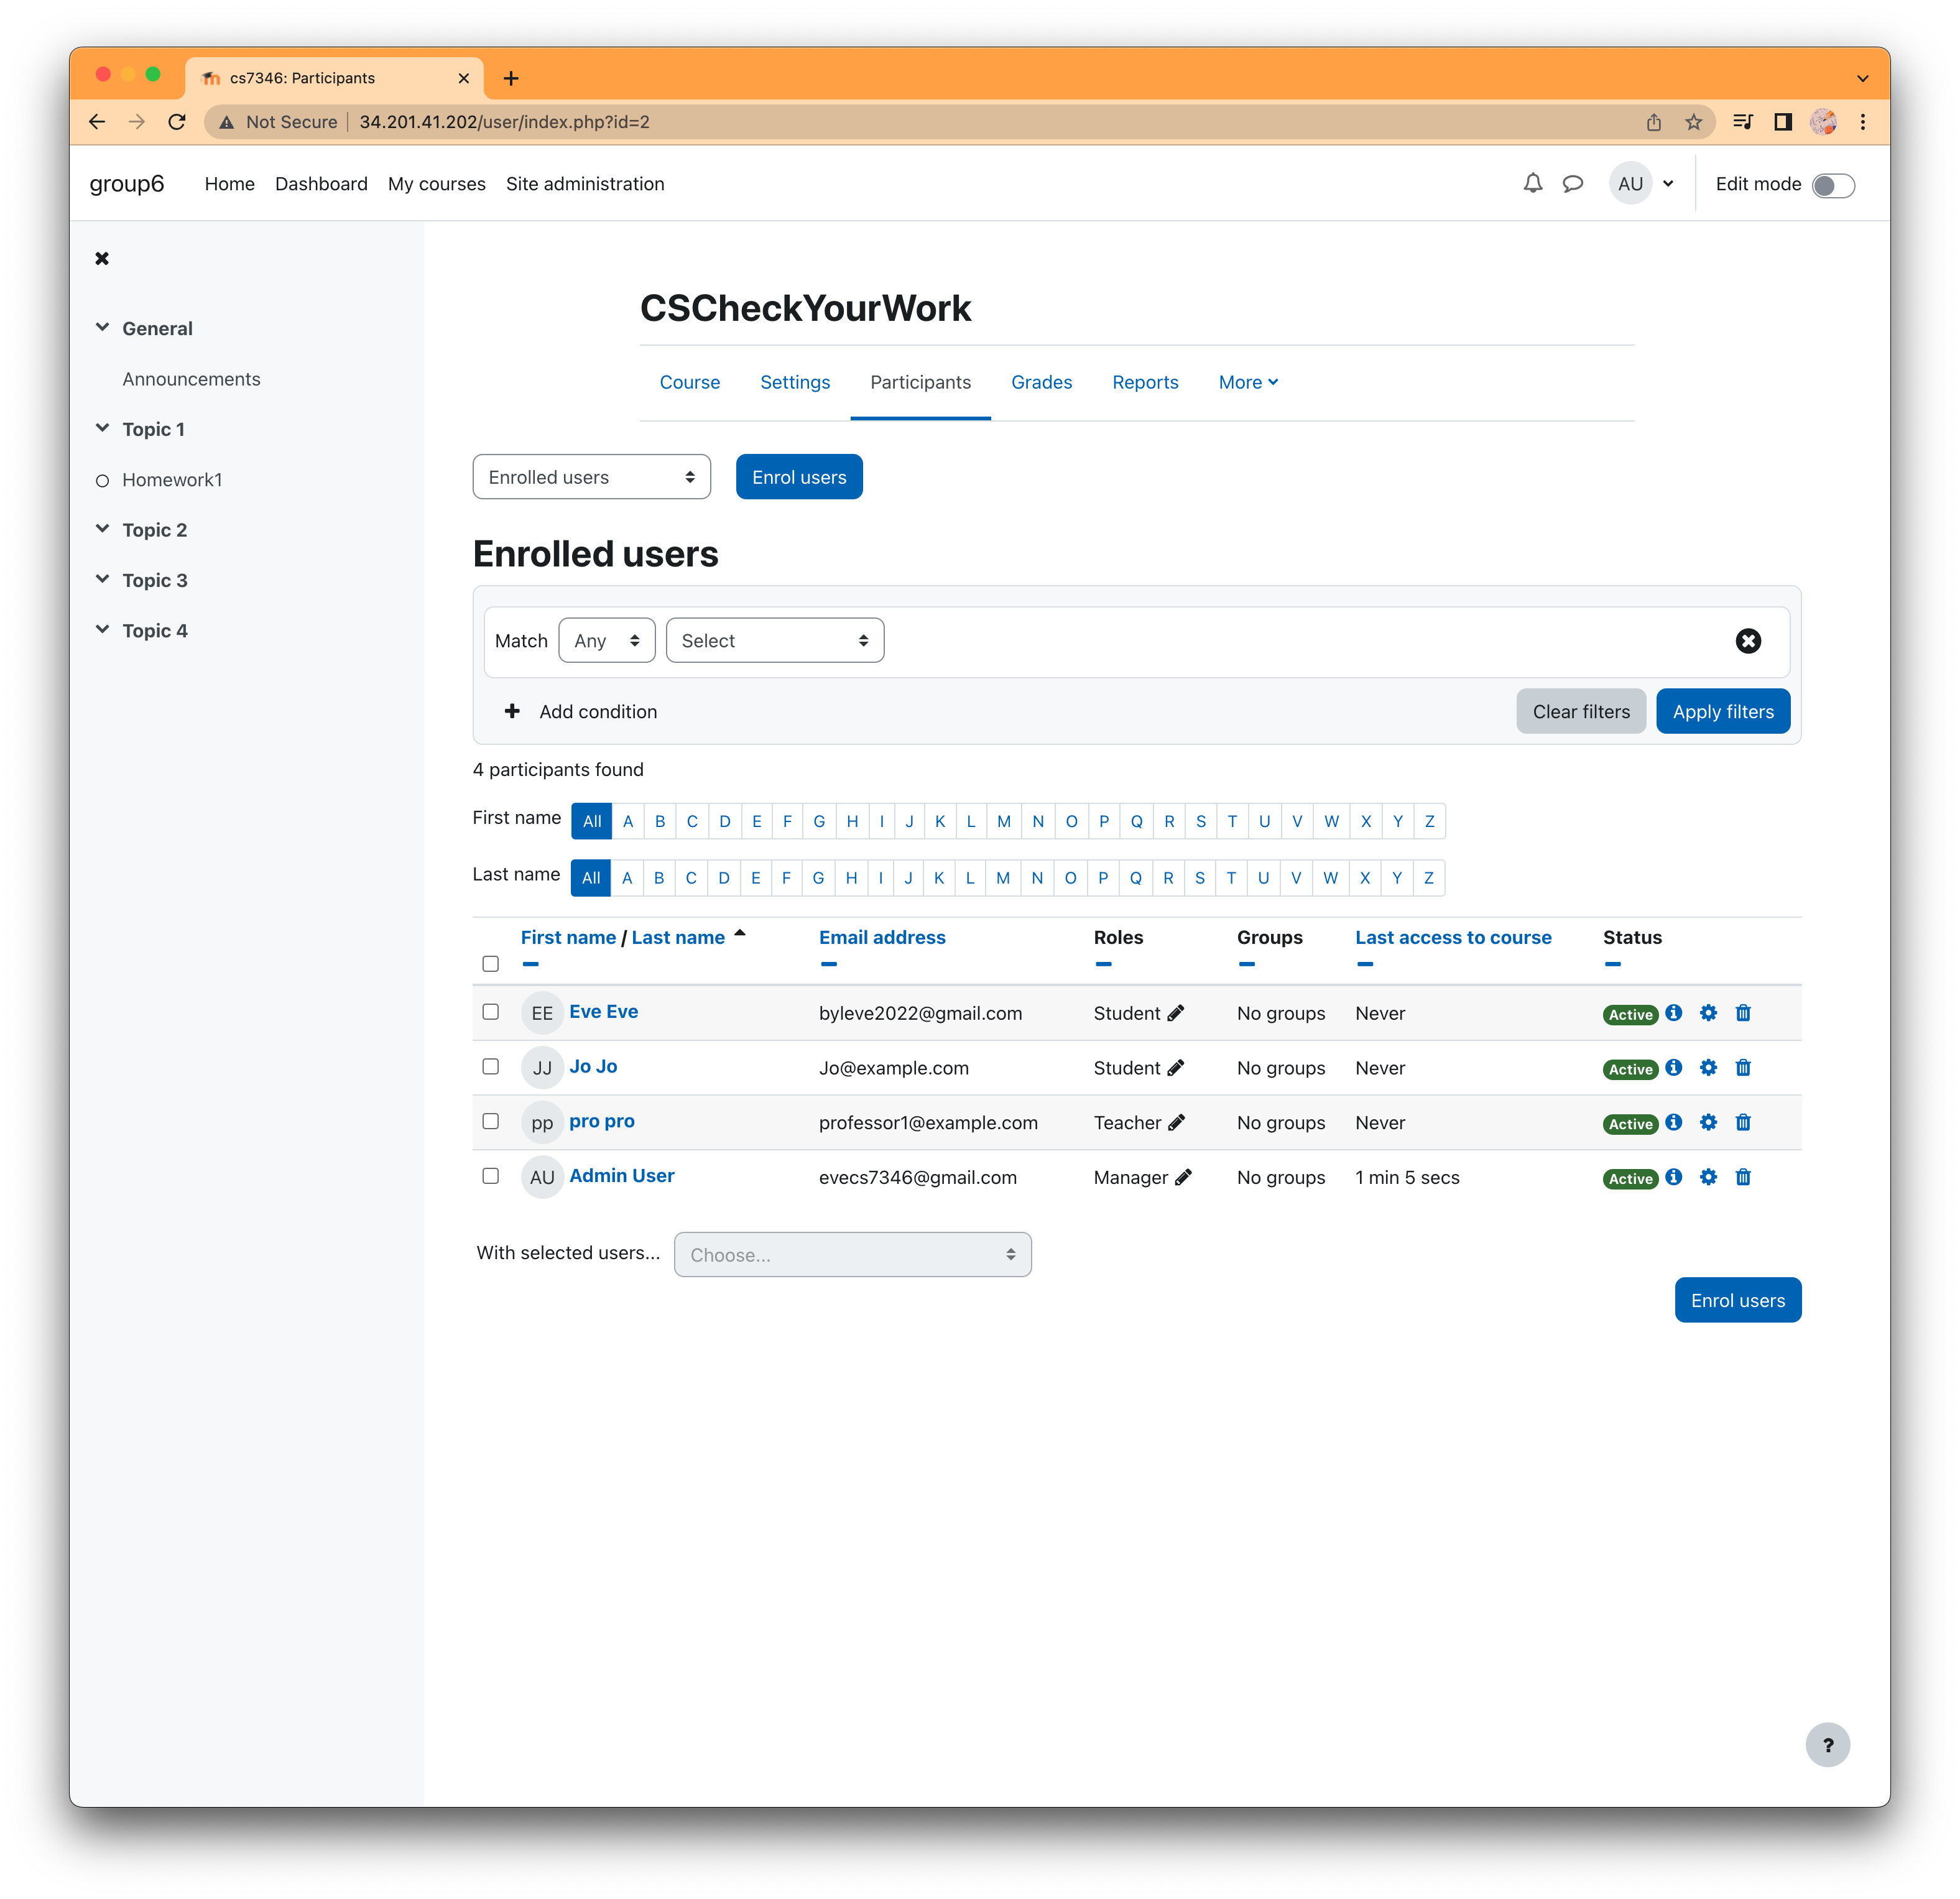 cs7346: Participants
Not Secure 34.201.41.202/user/index.php?id=2
group6 Home Dashboard My courses Site administration AU Edit mode
General
Announcements
Topic 1
Homework1
Topic 2
Topic 3
Topic 4
CSCheckYourWork
Course Settings Participants Grades Reports More
Enrolled users Enrol users
Enrolled users
Match Any Select
Add condition Clear filters Apply filters
4 participants found
First name All A B C D E F G H I J K L M N O P Q R S T U V W X Y Z
Last name All A B C D E F G H I J K L M N O P Q R S T U V W X Y Z
First name / Last name Email address Roles Groups Last access to course Status
EE Eve Eve byleve2022@gmail.com Student No groups Never Active
JJ Jo Jo Jo@example.com Student No groups Never Active
pp pro pro professor1@example.com Teacher No groups Never Active
AU Admin User evecs7346@gmail.com Manager No groups 1 min 5 secs Active
With selected users... Choose...
Enrol users
?